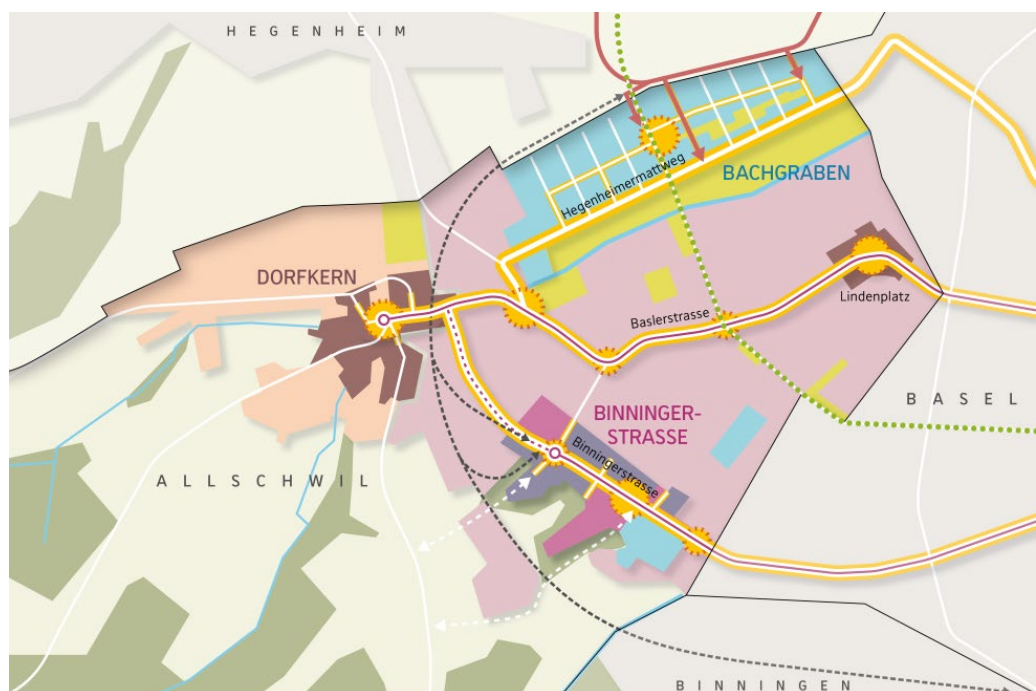 HEGENHEIM
Hegenheimermattweg
BACHGRABEN
DORFKERN
Lindenplatz
Baslerstrasse
BASEL
BINNINGER-
STRASSE
Binningerstrasse
ALLSCHWIL
BINNINGEN